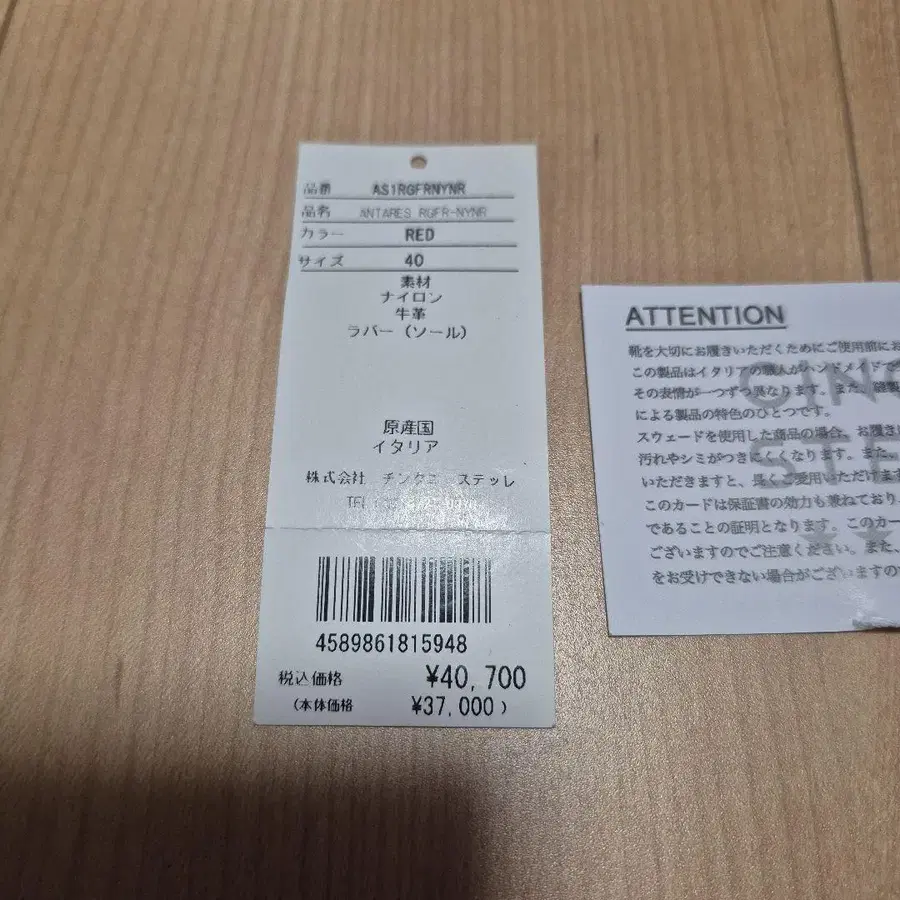 品番 AS1RGFRNYNR
品名 ANTARES RGFR-NYNR
カラー RED
サイズ 40
素材
ナイロン
牛革
ラバー（ソール）
原産国
イタリア
株式会社 チンクエ ステッレ
TEL
4589861815948
税込価格 ¥40,700
(本体価格 ¥37,000)
ATTENTION
靴を大切にお履きいただくためにご使用前にお
この製品はイタリアの職人がハンドメイドで
その表情が一つずつ異なります。また、縫製
による製品の特色のひとつです。
スウェードを使用した商品の場合、お履き
汚れやシミがつきにくくなります。また、
いただきますと、長くご愛用いただけます
このカードは保証書の効力も兼ねており、
であることの証明となります。このカー
ございますのでご注意ください。また、
をお受けできない場合がございますので
CINQ
STE